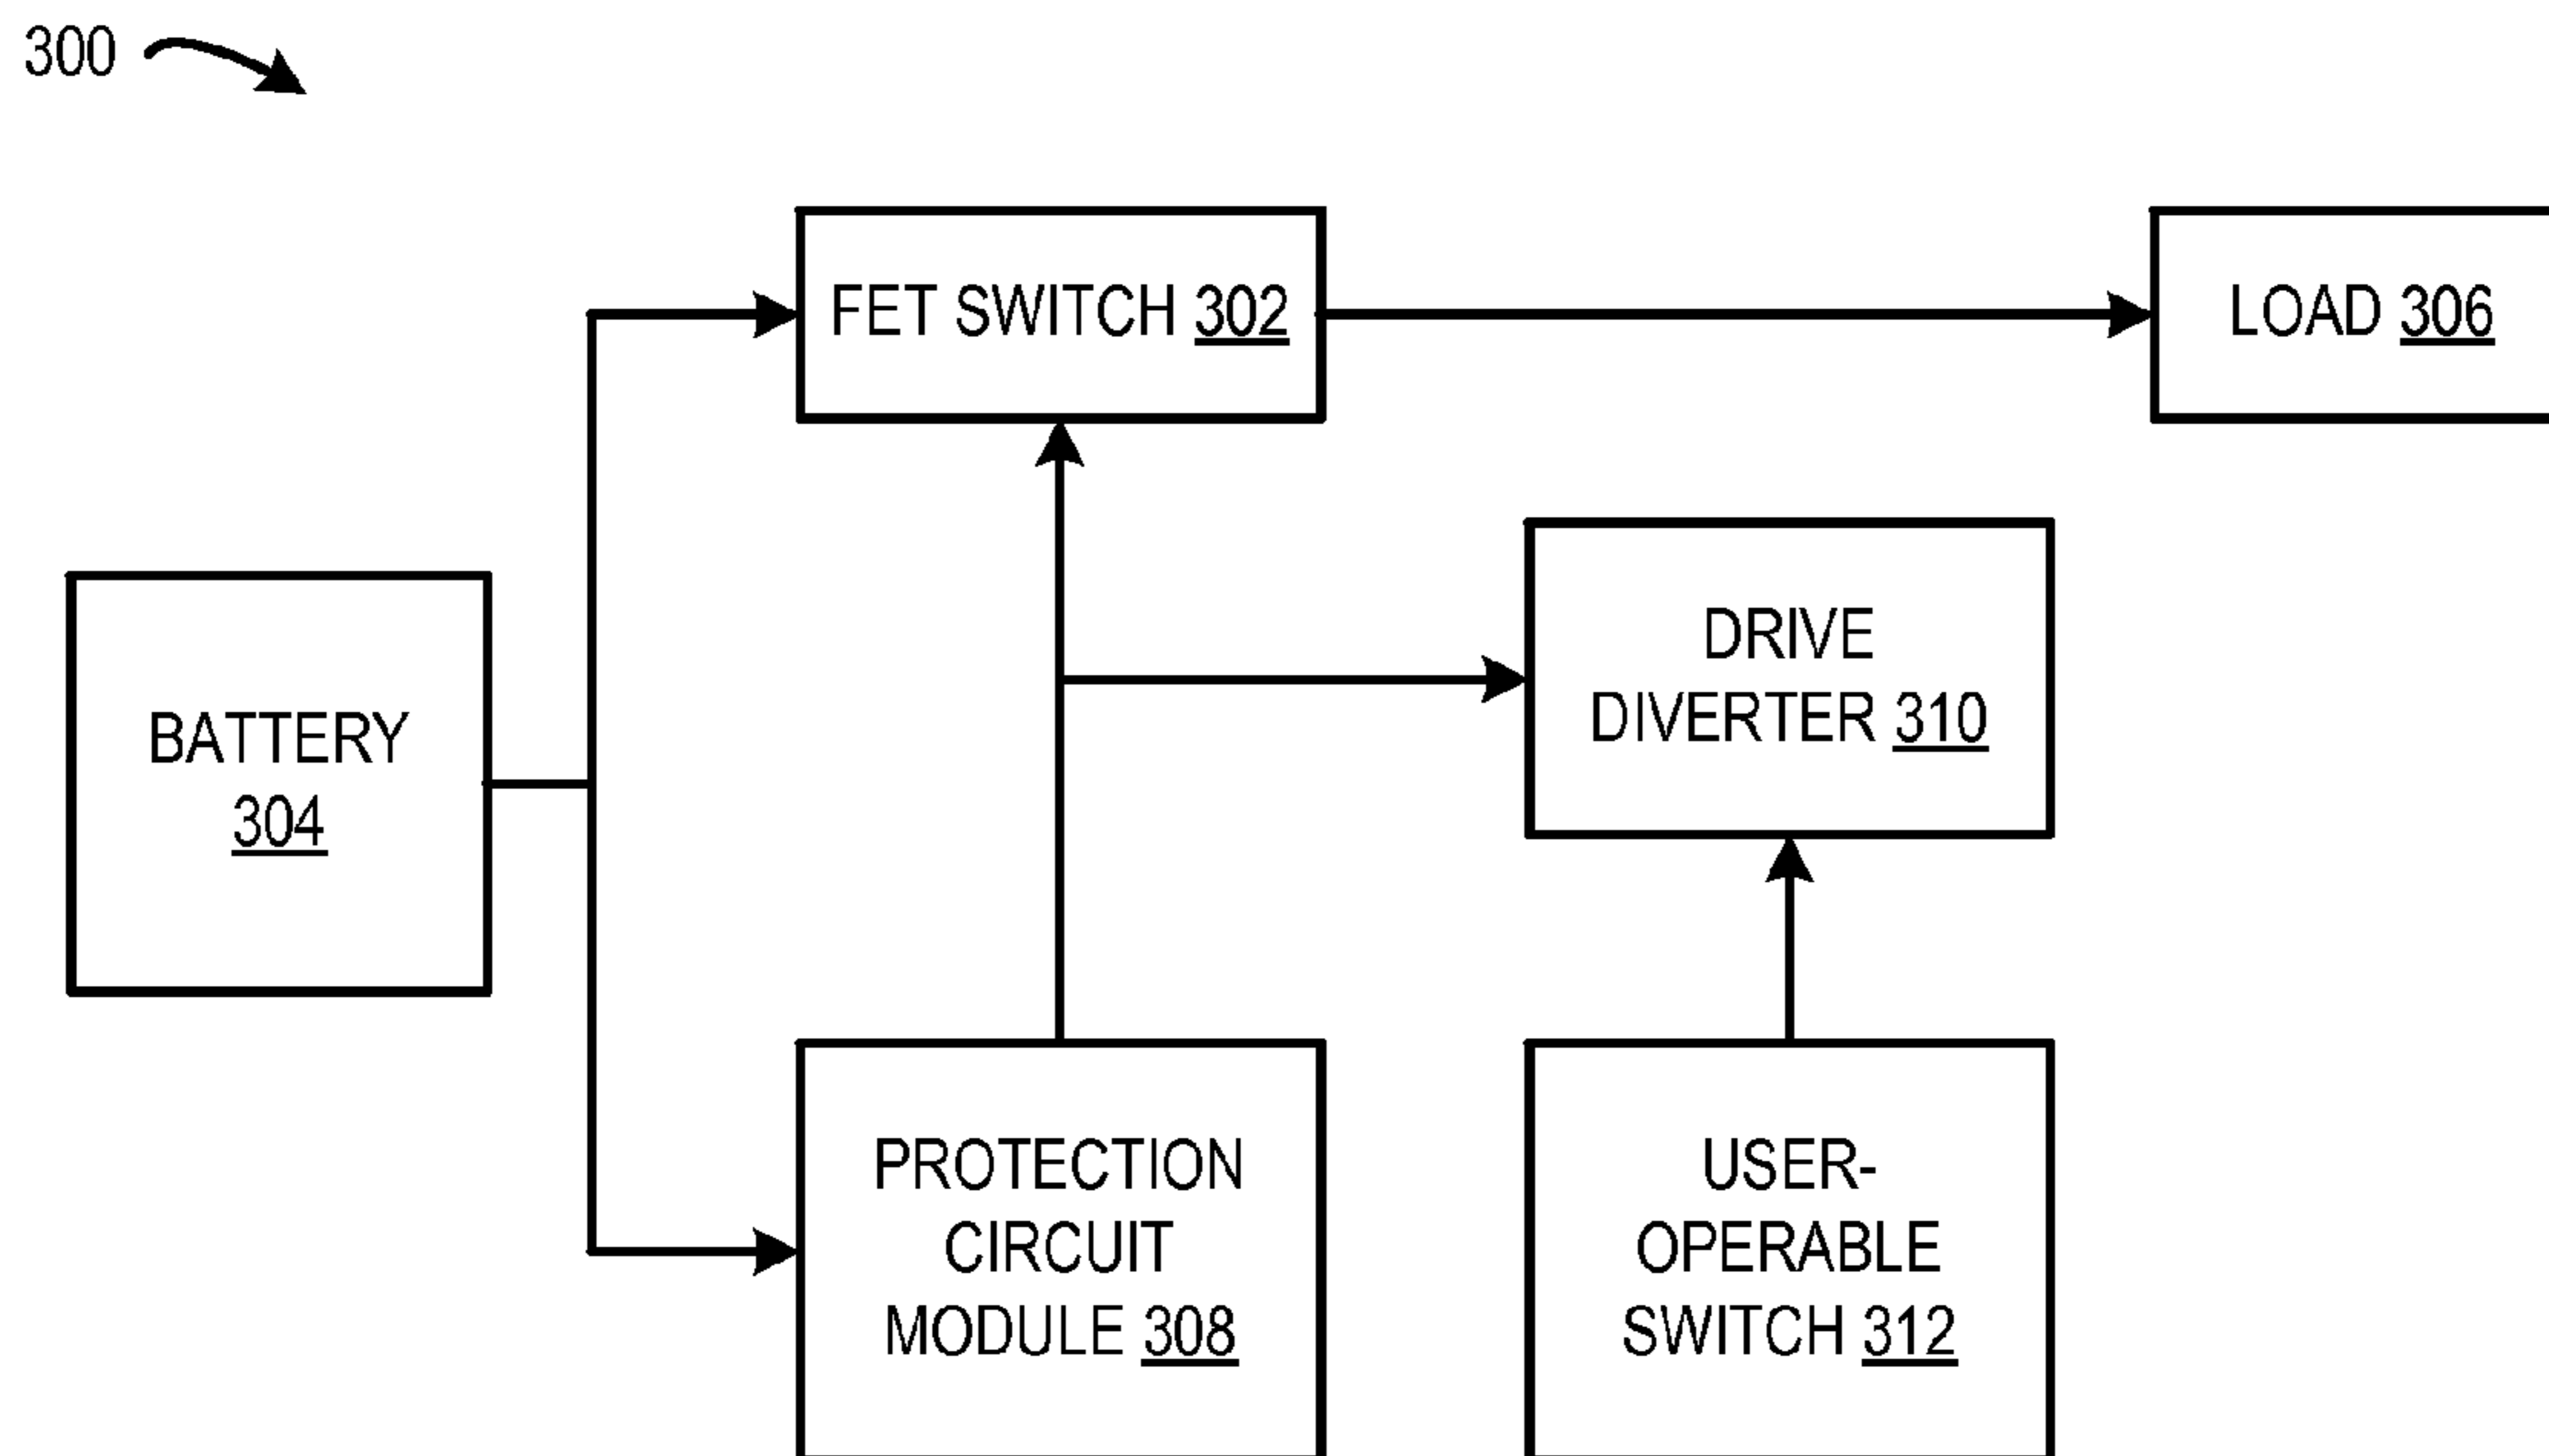 300
FET SWITCH 302
LOAD 306
DRIVE
DIVERTER 310
BATTERY
304
PROTECTION
CIRCUIT
MODULE 308
USER-
OPERABLE
SWITCH 312